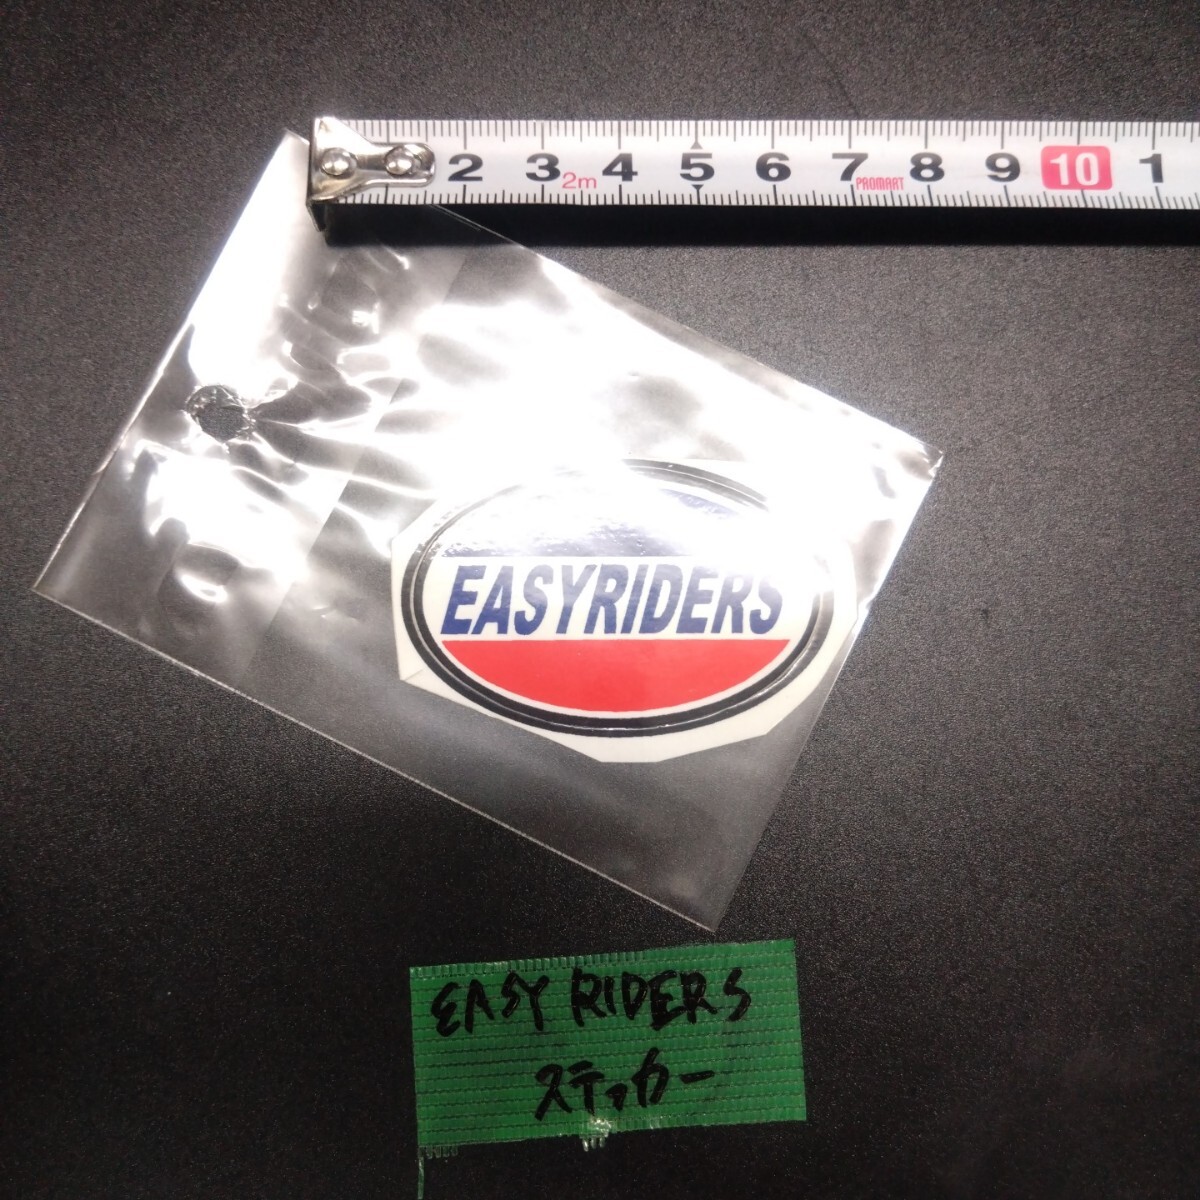 2 3 4 5 6 7 8 9 10 1
2m PROMART
EASYRIDERS
EASY RIDERS
ステッカー